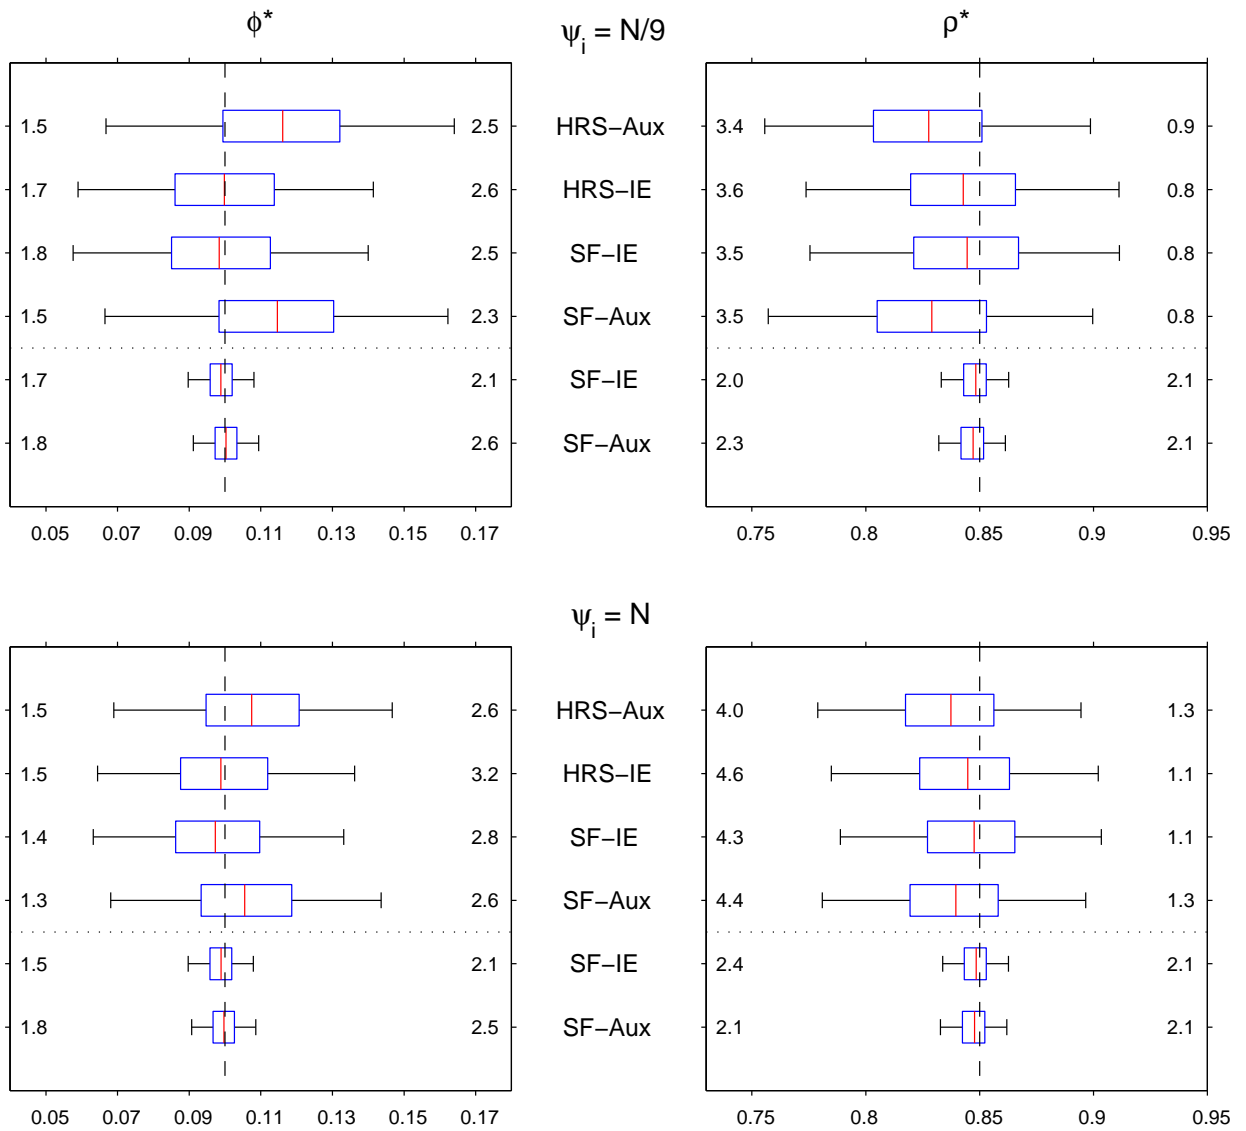 ϕ* ψi = N/9 ρ*
1.5 2.5 HRS−Aux 3.4 0.9
1.7 2.6 HRS−IE 3.6 0.8
1.8 2.5 SF−IE 3.5 0.8
1.5 2.3 SF−Aux 3.5 0.8
1.7 2.1 SF−IE 2.0 2.1
1.8 2.6 SF−Aux 2.3 2.1
0.05 0.07 0.09 0.11 0.13 0.15 0.17 0.75 0.8 0.85 0.9 0.95
ψi = N
1.5 2.6 HRS−Aux 4.0 1.3
1.5 3.2 HRS−IE 4.6 1.1
1.4 2.8 SF−IE 4.3 1.1
1.3 2.6 SF−Aux 4.4 1.3
1.5 2.1 SF−IE 2.4 2.1
1.8 2.5 SF−Aux 2.1 2.1
0.05 0.07 0.09 0.11 0.13 0.15 0.17 0.75 0.8 0.85 0.9 0.95